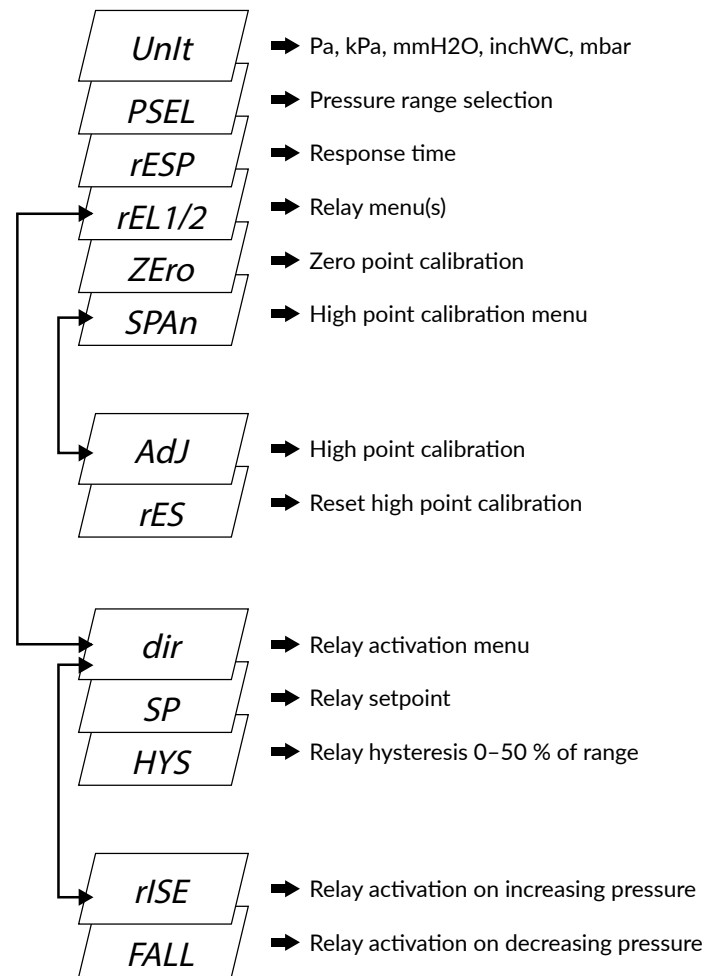 UnIt Pa, kPa, mmH2O, inchWC, mbar
PSEL Pressure range selection
rESP Response time
rEL1/2 Relay menu(s)
ZEro Zero point calibration
SPAn High point calibration menu
AdJ High point calibration
rES Reset high point calibration
dir Relay activation menu
SP Relay setpoint
HYS Relay hysteresis 0–50 % of range
rISE Relay activation on increasing pressure
FALL Relay activation on decreasing pressure